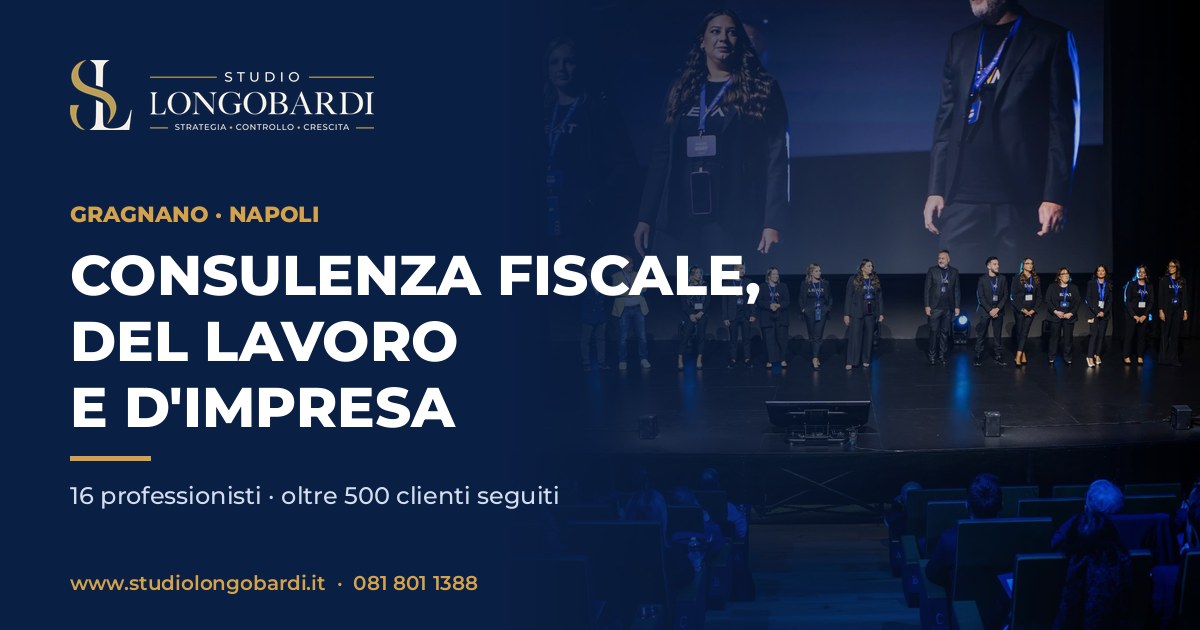 STUDIO
LONGOBARDI
STRATEGIA • CONTROLLO • CRESCITA
GRAGNANO · NAPOLI
CONSULENZA FISCALE,
DEL LAVORO
E D'IMPRESA
16 professionisti · oltre 500 clienti seguiti
www.studiolongobardi.it · 081 801 1388